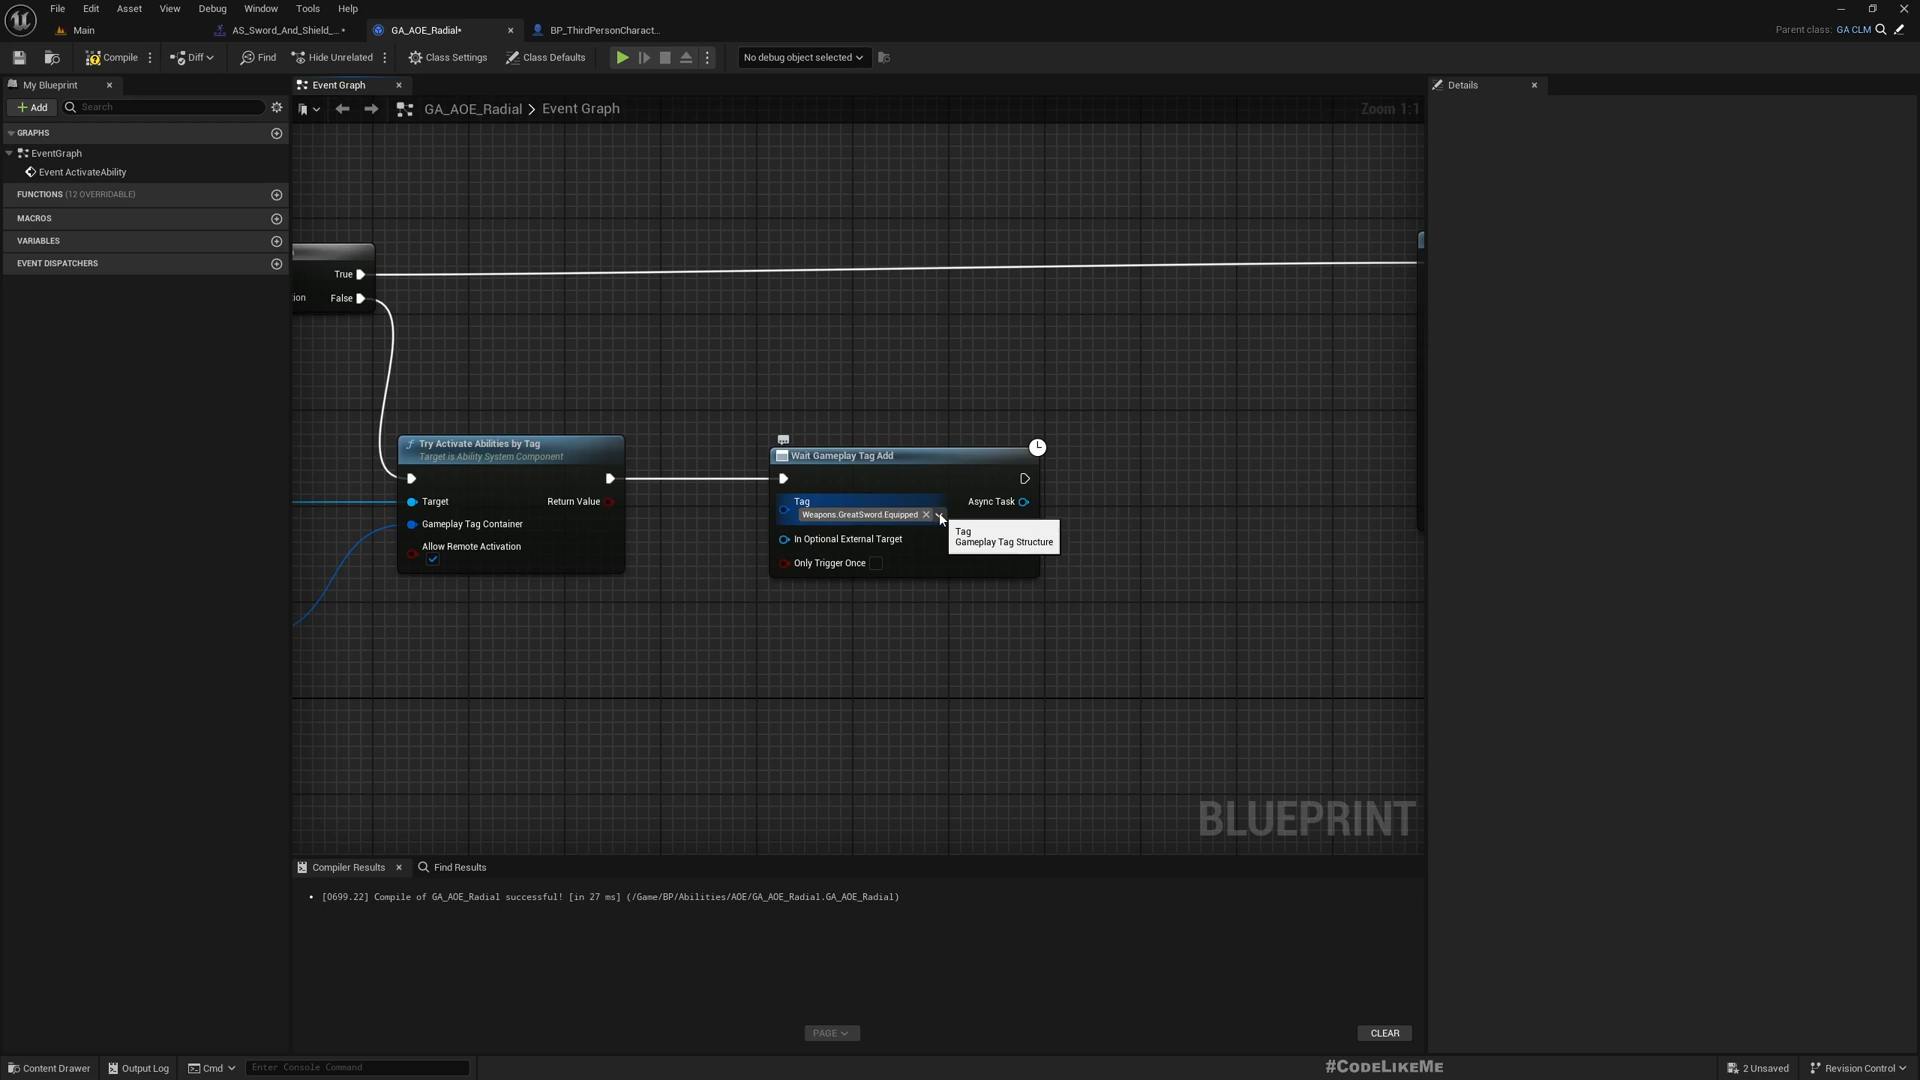 File Edit Asset View Debug Window Tools Help
Main
AS_Sword_And_Shield_...•
GA_AOE_Radial•
BP_ThirdPersonCharact...
Parent class: GA CLM
Compile
Diff
Find
Hide Unrelated
Class Settings
Class Defaults
No debug object selected
My Blueprint
Event Graph
Details
Add
Search
GA_AOE_Radial > Event Graph
Zoom 1:1
GRAPHS
EventGraph
Event ActivateAbility
FUNCTIONS (12 OVERRIDABLE)
MACROS
VARIABLES
EVENT DISPATCHERS
True
tion False
Try Activate Abilities by Tag
Target is Ability System Component
Target
Return Value
Gameplay Tag Container
Allow Remote Activation
Wait Gameplay Tag Add
Tag
Async Task
Weapons.GreatSword.Equipped
In Optional External Target
Only Trigger Once
Tag
Gameplay Tag Structure
BLUEPRINT
Compiler Results
Find Results
• [0699.22] Compile of GA_AOE_Radial successful! [in 27 ms] (/Game/BP/Abilities/AOE/GA_AOE_Radial.GA_AOE_Radial)
PAGE
CLEAR
Content Drawer
Output Log
Cmd
Enter Console Command
#CodeLikeMe
2 Unsaved
Revision Control